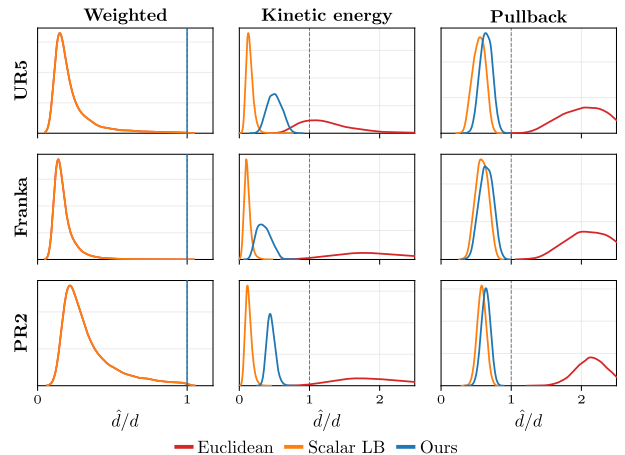 Weighted Kinetic energy Pullback
UR5
Franka
PR2
0 1 0 1 2 0 1 2
d̂/d d̂/d d̂/d
Euclidean Scalar LB Ours